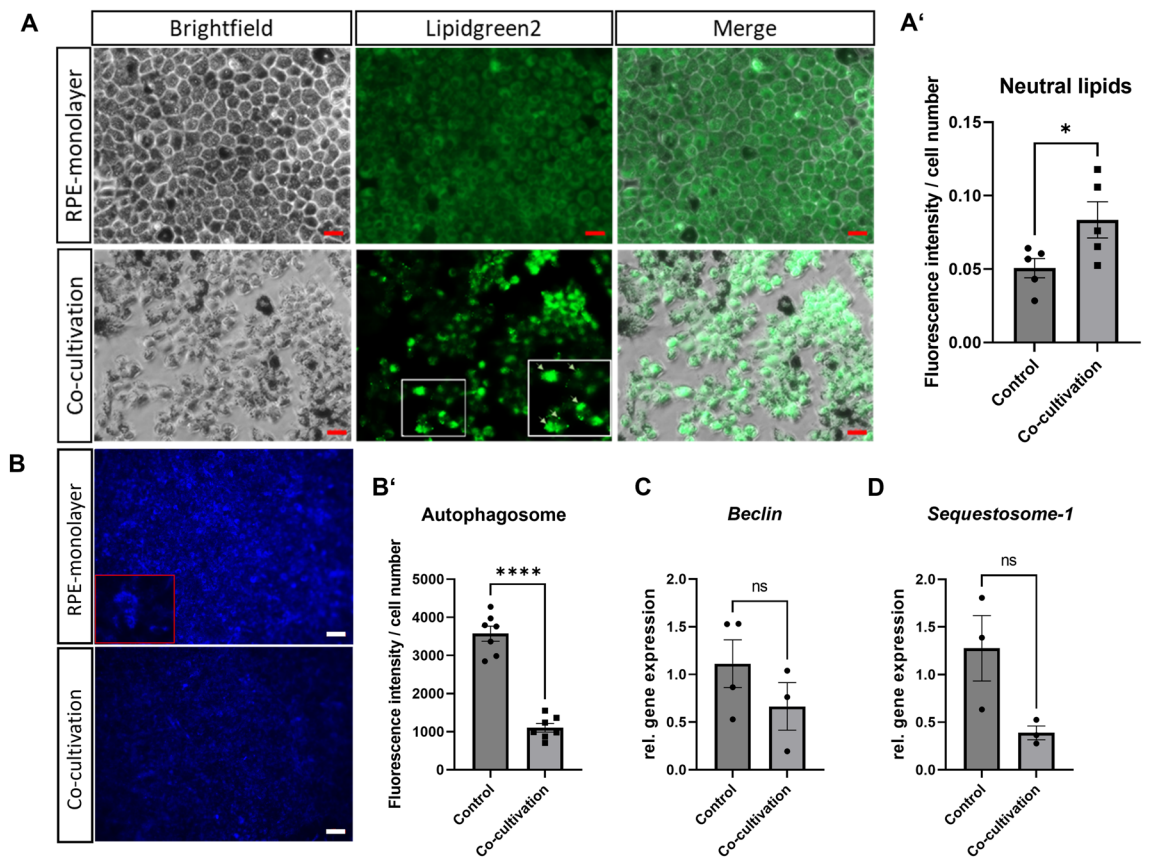 A
Brightfield
Lipidgreen2
Merge
RPE-monolayer
Co-cultivation
A‘
Neutral lipids
Fluorescence intensity / cell number
0.15
0.10
0.05
0.00
*
Control
Co-cultivation
B
RPE-monolayer
Co-cultivation
B‘
Autophagosome
Fluorescence intensity / cell number
5000
4000
3000
2000
1000
0
****
Control
Co-cultivation
C
Beclin
rel. gene expression
2.0
1.5
1.0
0.5
0.0
ns
Control
Co-cultivation
D
Sequestosome-1
rel. gene expression
2.0
1.5
1.0
0.5
0.0
ns
Control
Co-cultivation